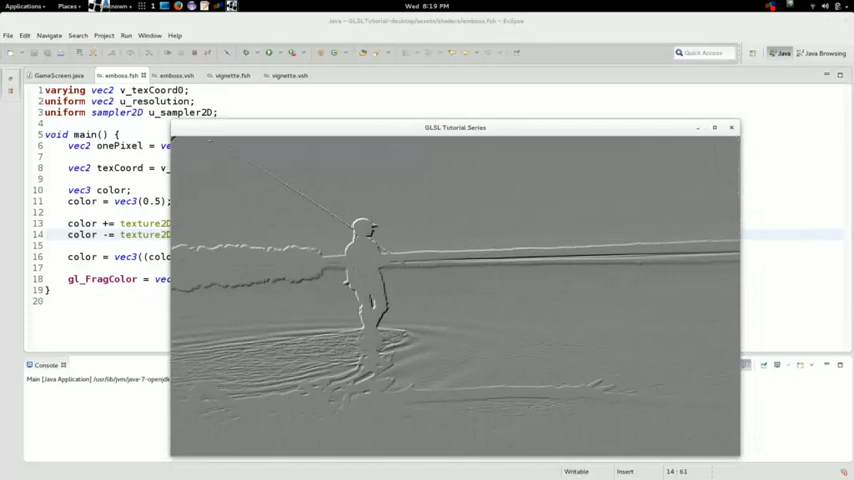 Applications Places Unknown 1 Wed 8:19 PM
Java - GLSLTutorial-desktop/assets/shaders/emboss.fsh - Eclipse
File Edit Navigate Search Project Run Window Help
Quick Access Java Java Browsing
GameScreen.java emboss.fsh emboss.vsh vignette.fsh vignette.vsh
1 varying vec2 v_texCoord0;
2 uniform vec2 u_resolution;
3 uniform sampler2D u_sampler2D;
4
5 void main() {
6 vec2 onePixel =
7
8 vec2 texCoord = v_
9
10 vec3 color;
11 color = vec3(0.5);
12
13 color += texture2D
14 color -= texture2D
15
16 color = vec3((colo
17
18 gl_FragColor = vec
19 }
20
GLSL Tutorial Series
Console
Main [Java Application] /usr/lib/jvm/java-7-openjdk
Writable Insert 14 : 61